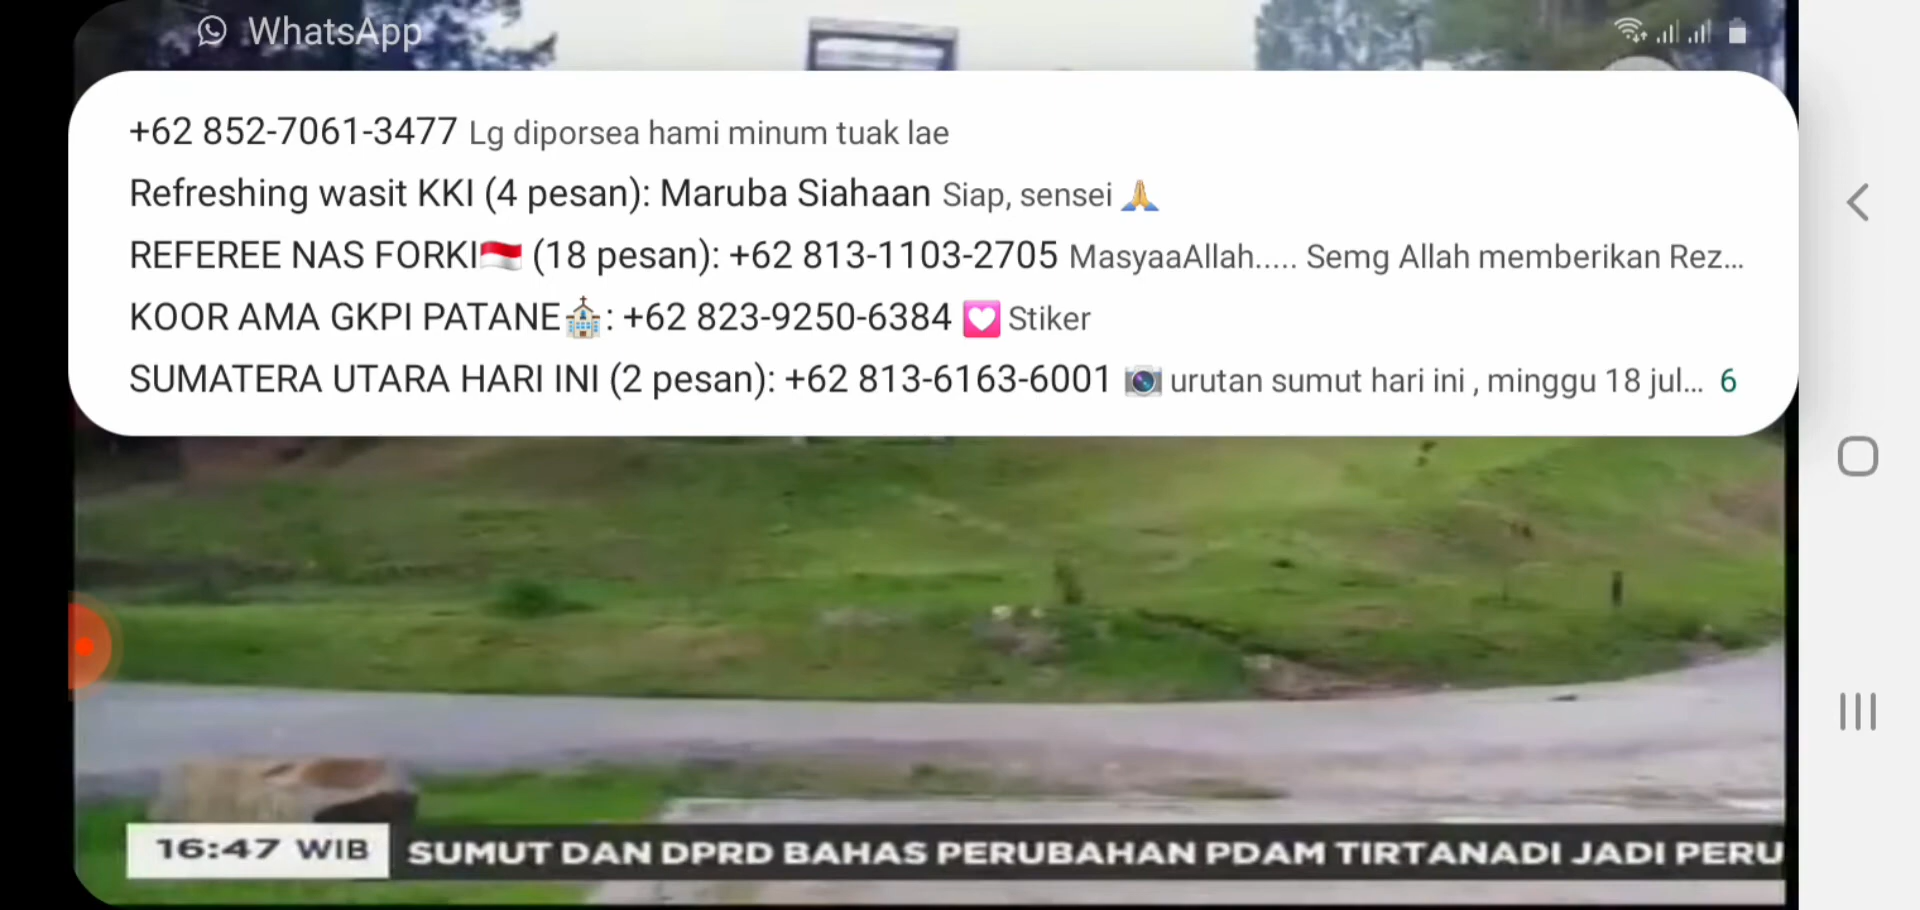 WhatsApp
+62 852-7061-3477 Lg diporsea hami minum tuak lae
Refreshing wasit KKI (4 pesan): Maruba Siahaan Siap, sensei 🙏
REFEREE NAS FORKI🇮🇩 (18 pesan): +62 813-1103-2705 MasyaaAllah..... Semg Allah memberikan Rez...
KOOR AMA GKPI PATANE⛪: +62 823-9250-6384 💟 Stiker
SUMATERA UTARA HARI INI (2 pesan): +62 813-6163-6001 📷 urutan sumut hari ini , minggu 18 jul... 6
16:47 WIB SUMUT DAN DPRD BAHAS PERUBAHAN PDAM TIRTANADI JADI PERU